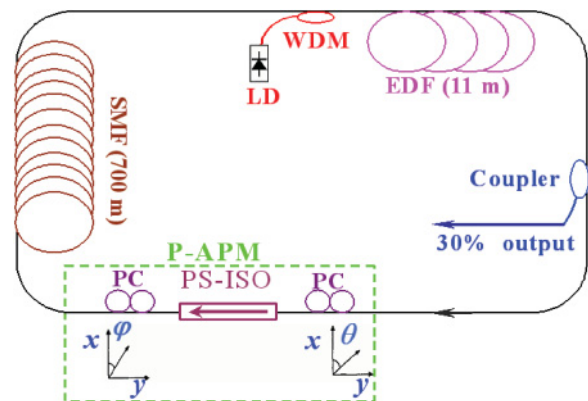 WDM
LD
EDF (11 m)
SMF (700 m)
Coupler
30% output
P-APM
PC
PS-ISO
PC
x
φ
y
x
θ
y